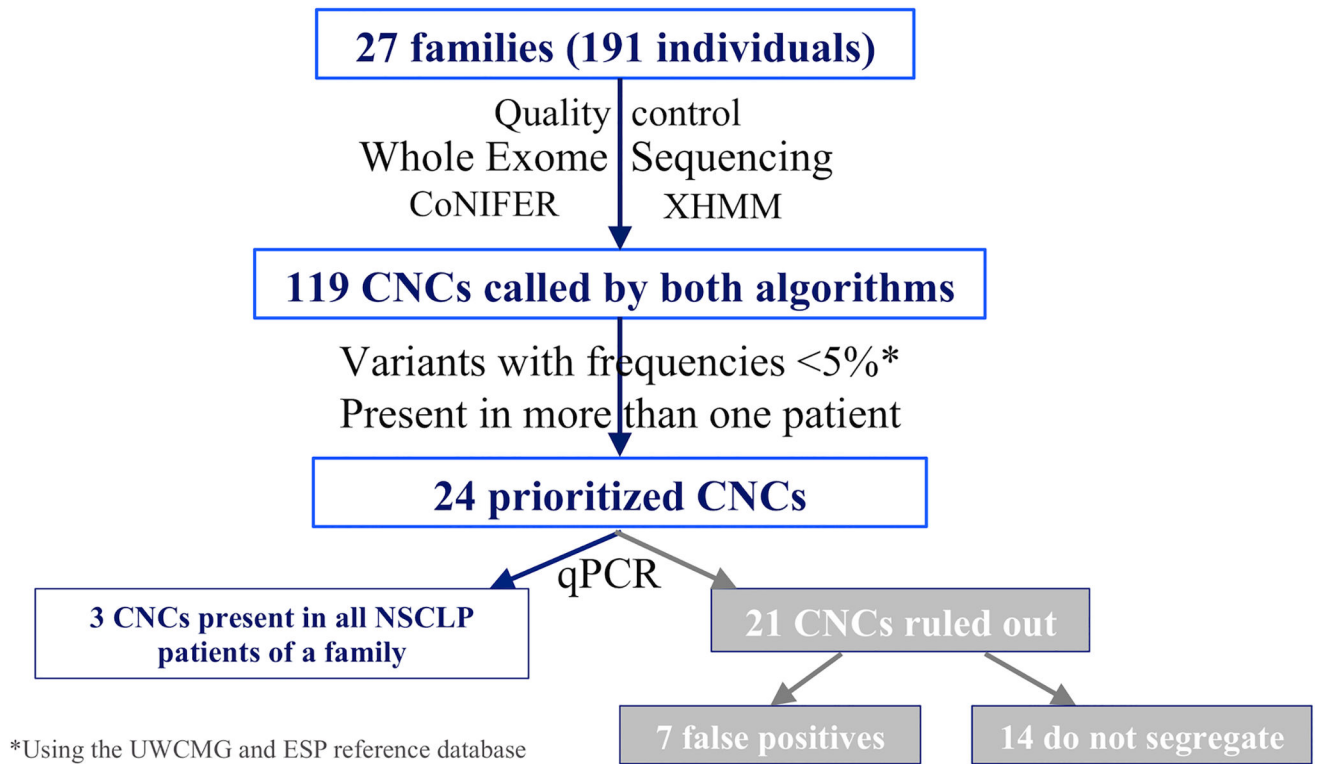 27 families (191 individuals)
Quality control
Whole Exome Sequencing
CoNIFER XHMM
119 CNCs called by both algorithms
Variants with frequencies <5%*
Present in more than one patient
24 prioritized CNCs
qPCR
3 CNCs present in all NSCLP
patients of a family
21 CNCs ruled out
7 false positives
14 do not segregate
*Using the UWCMG and ESP reference database